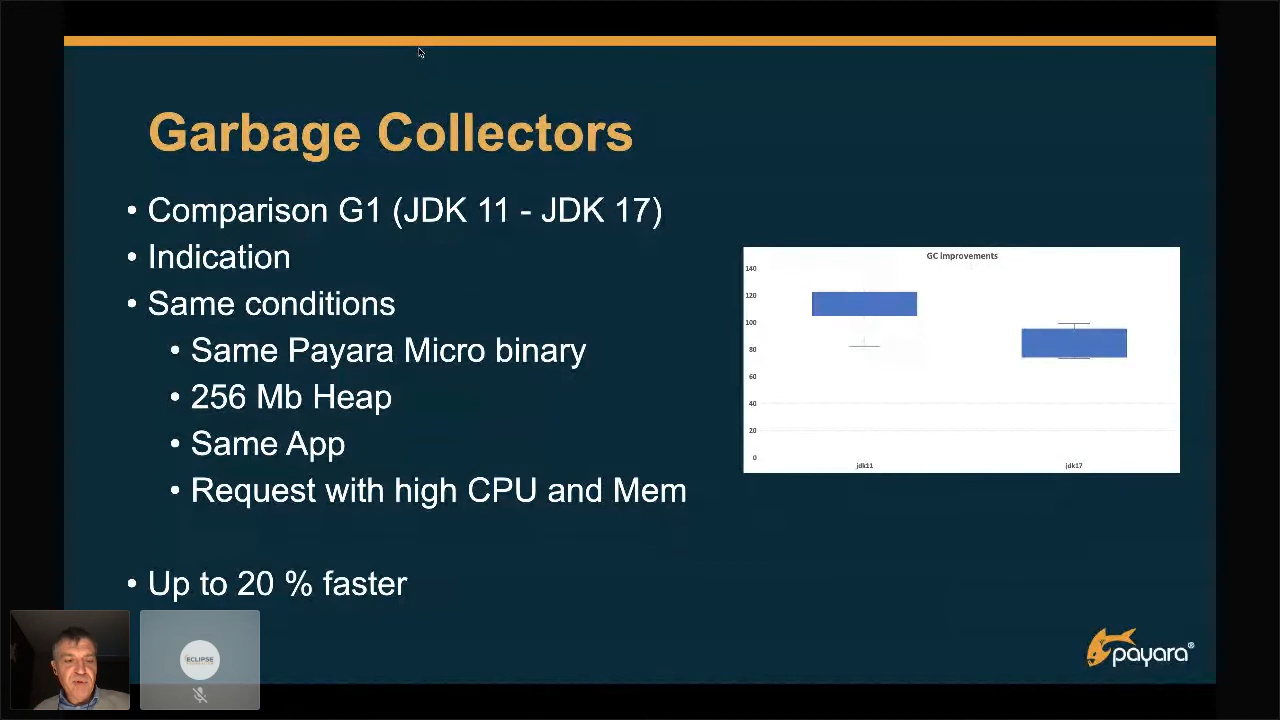 Garbage Collectors
• Comparison G1 (JDK 11 - JDK 17)
• Indication
• Same conditions
• Same Payara Micro binary
• 256 Mb Heap
• Same App
• Request with high CPU and Mem
• Up to 20 % faster
GC improvements
140
120
100
80
60
40
20
0
jdk11
jdk17
ECLIPSE
payara®